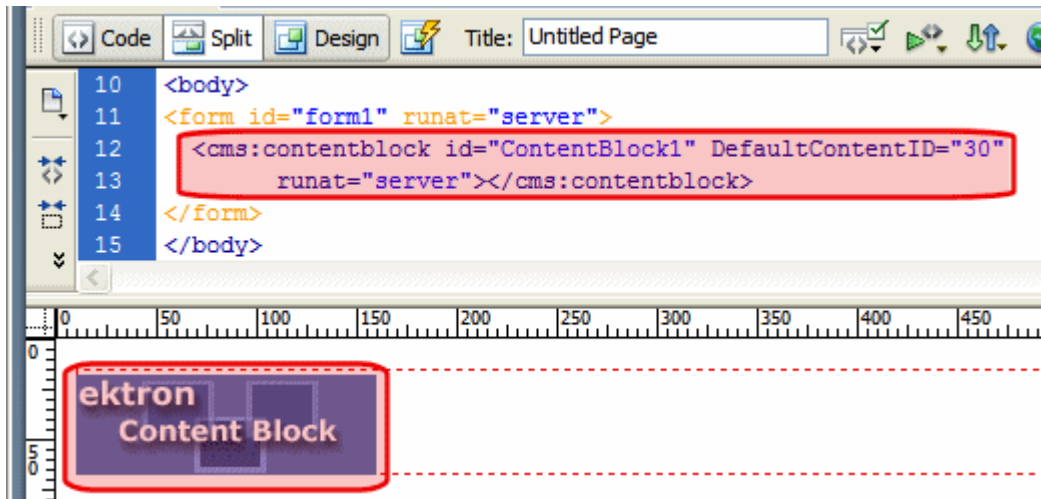 Code Split Design Title: Untitled Page
10 <body>
11 <form id="form1" runat="server">
12 <cms:contentblock id="ContentBlock1" DefaultContentID="30"
13 runat="server"></cms:contentblock>
14 </form>
15 </body>
0 50 100 150 200 250 300 350 400 450
0
ektron
Content Block
50